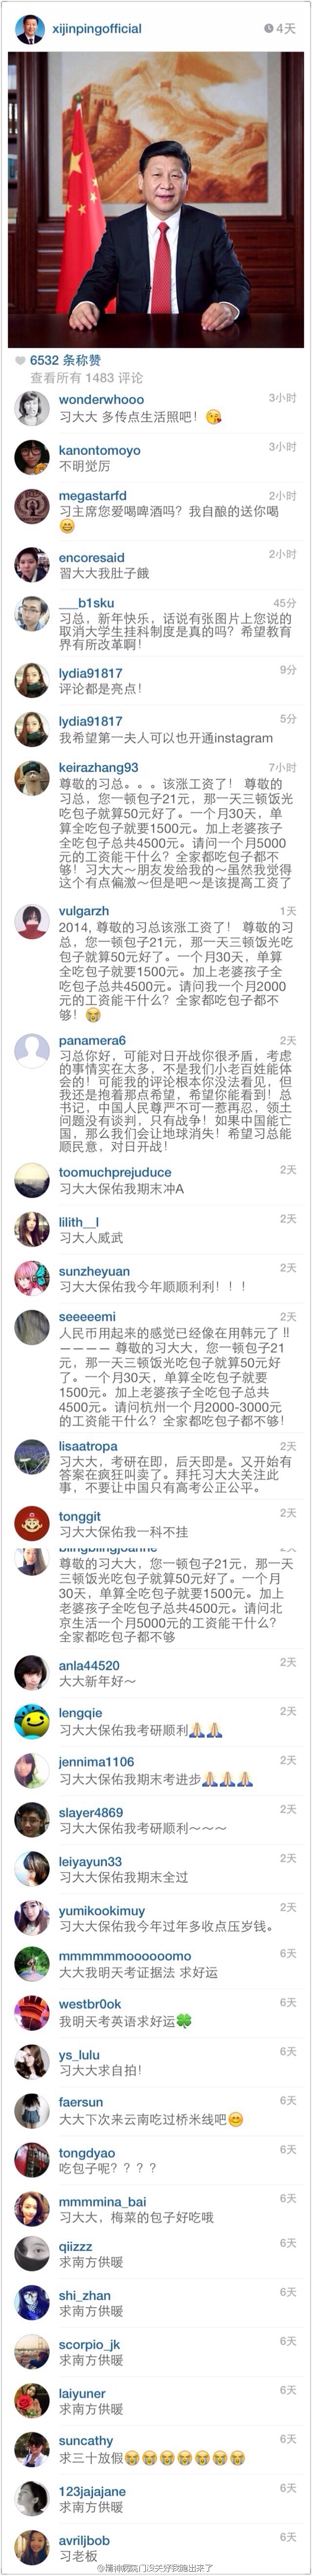 xijinpingofficial
4天
6532 条称赞
查看所有 1483 评论
wonderwhooo
3小时
习大大 多传点生活照吧！
kanontomoyo
3小时
不明觉厉
megastarfd
2小时
习主席您爱喝啤酒吗？我自酿的送你喝
encoresaid
2小时
習大大我肚子餓
___b1sku
45分
习总，新年快乐，话说有张图片上您说的
取消大学生挂科制度是真的吗？希望教育
界有所改革啊！
lydia91817
9分
评论都是亮点！
lydia91817
5分
我希望第一夫人可以也开通instagram
keirazhang93
7小时
尊敬的习总。。。该涨工资了！ 尊敬的
习总，您一顿包子21元，那一天三顿饭光
吃包子就算50元好了。一个月30天，单
算全吃包子就要1500元。加上老婆孩子
全吃包子总共4500元。请问一个月5000
元的工资能干什么？全家都吃包子都不
够！习大大～朋友发给我的～虽然我觉得
这个有点偏激～但是吧～是该提高工资了
vulgarzh
1天
2014, 尊敬的习总该涨工资了！ 尊敬的习
总，您一顿包子21元，那一天三顿饭光吃
包子就算50元好了。一个月30天，单算
全吃包子就要1500元。加上老婆孩子全
吃包子总共4500元。请问我一个月2000
元的工资能干什么？全家都吃包子都不
够！
panamera6
2天
习总你好，可能对日开战你很矛盾，考虑
的事情实在太多，不是我们小老百姓能体
会的！可能我的评论根本你没法看见，但
我还是抱着那点希望，希望你能看到！总
书记，中国人民尊严不可一惹再忍，领土
问题没有谈判，只有战争！如果中国能亡
国，那么我们会让地球消失！希望习总能
顺民意，对日开战！
toomuchprejuduce
2天
习大大保佑我期末冲A
lilith__l
2天
习大人威武
sunzheyuan
2天
习大大保佑我今年顺顺利利！！！
seeeeemi
2天
人民币用起来的感觉已经像在用韩元了‼
———— 尊敬的习大大，您一顿包子21
元，那一天三顿饭光吃包子就算50元好
了。一个月30天，单算全吃包子就要
1500元。加上老婆孩子全吃包子总共
4500元。请问杭州一个月2000-3000元
的工资能干什么？全家都吃包子都不够！
lisaatropa
2天
习大大，考研在即，后天即是。又开始有
答案在疯狂叫卖了。拜托习大大关注此
事，不要让中国只有高考公正公平。
tonggit
2天
习大大保佑我一科不挂
blingblingjoanne
2天
尊敬的习大大，您一顿包子21元，那一天
三顿饭光吃包子就算50元好了。一个月
30天，单算全吃包子就要1500元。加上
老婆孩子全吃包子总共4500元。请问北
京生活一个月5000元的工资能干什么？
全家都吃包子都不够
anla44520
2天
大大新年好～
lengqie
2天
习大大保佑我考研顺利🙏🙏
jennima1106
2天
习大大保佑我期末考进步🙏🙏🙏
slayer4869
2天
习大大保佑我考研顺利～～～
leiyayun33
2天
习大大保佑我期末全过
yumikookimuy
2天
习大大保佑我今年过年多收点压岁钱。
mmmmmmoooooomo
6天
大大我明天考证据法 求好运
westbr0ok
6天
我明天考英语求好运🍀
ys_lulu
6天
习大大求自拍！
faersun
6天
大大下次来云南吃过桥米线吧😊
tongdyao
6天
吃包子呢？？？？
mmmmina_bai
6天
习大大，梅菜的包子好吃哦
qiizzz
6天
求南方供暖
shi_zhan
6天
求南方供暖
scorpio_jk
6天
求南方供暖
laiyuner
6天
求南方供暖
suncathy
6天
求三十放假😭😭😭😭😭😭😭
123jajajane
6天
求南方供暖
avriljbob
6天
习老板
@精神病院门没关好我跑出来了